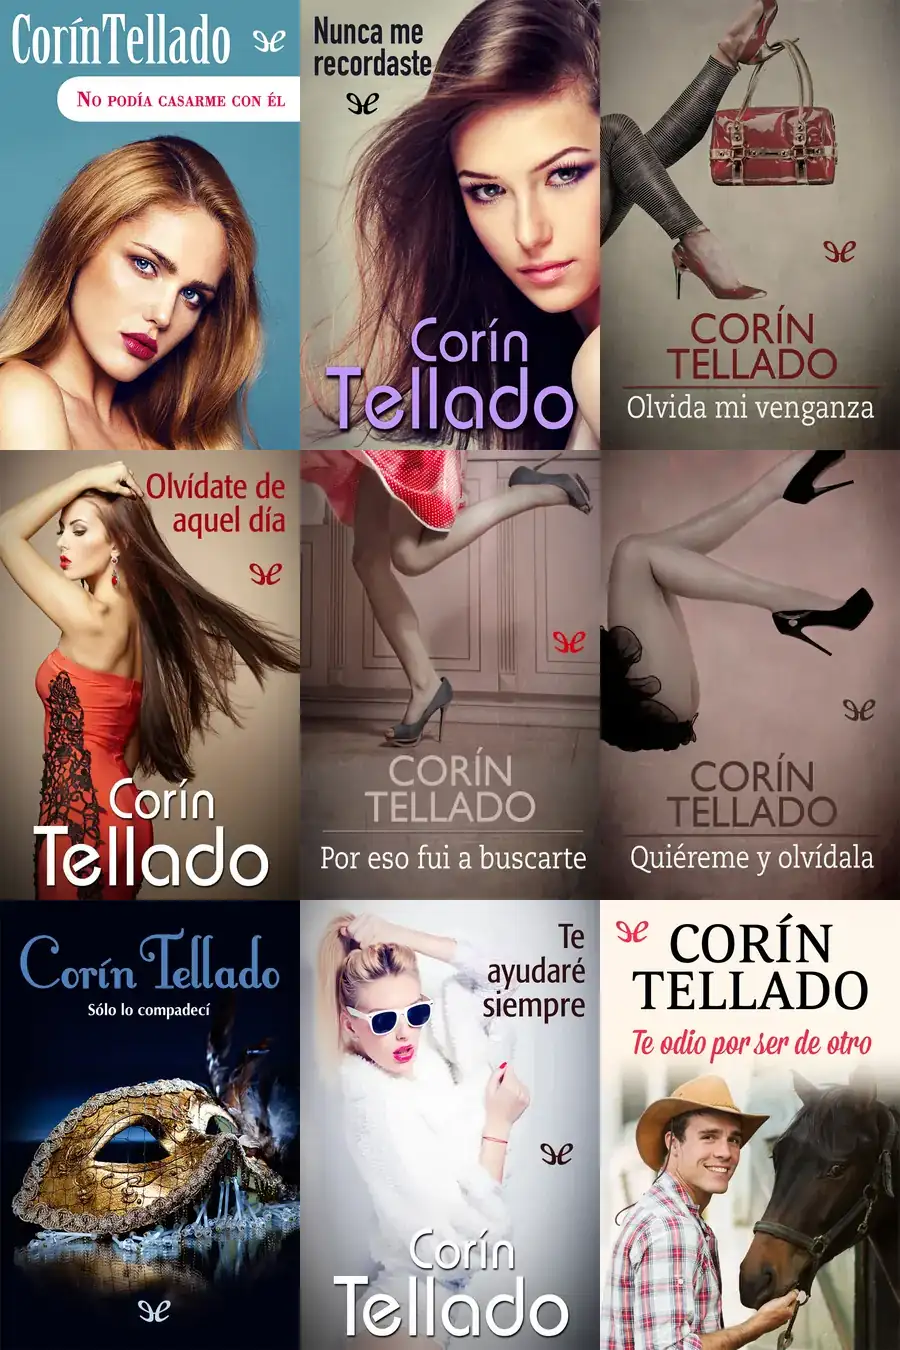 Corín Tellado
No podía casarme con él
Nunca me
recordaste
Corín
Tellado
CORÍN
TELLADO
Olvida mi venganza
Olvídate de
aquel día
Corín
Tellado
CORÍN
TELLADO
Por eso fui a buscarte
CORÍN
TELLADO
Quiéreme y olvídala
Corín Tellado
Sólo lo compadecí
Te
ayudaré
siempre
Corín
Tellado
CORÍN
TELLADO
Te odio por ser de otro